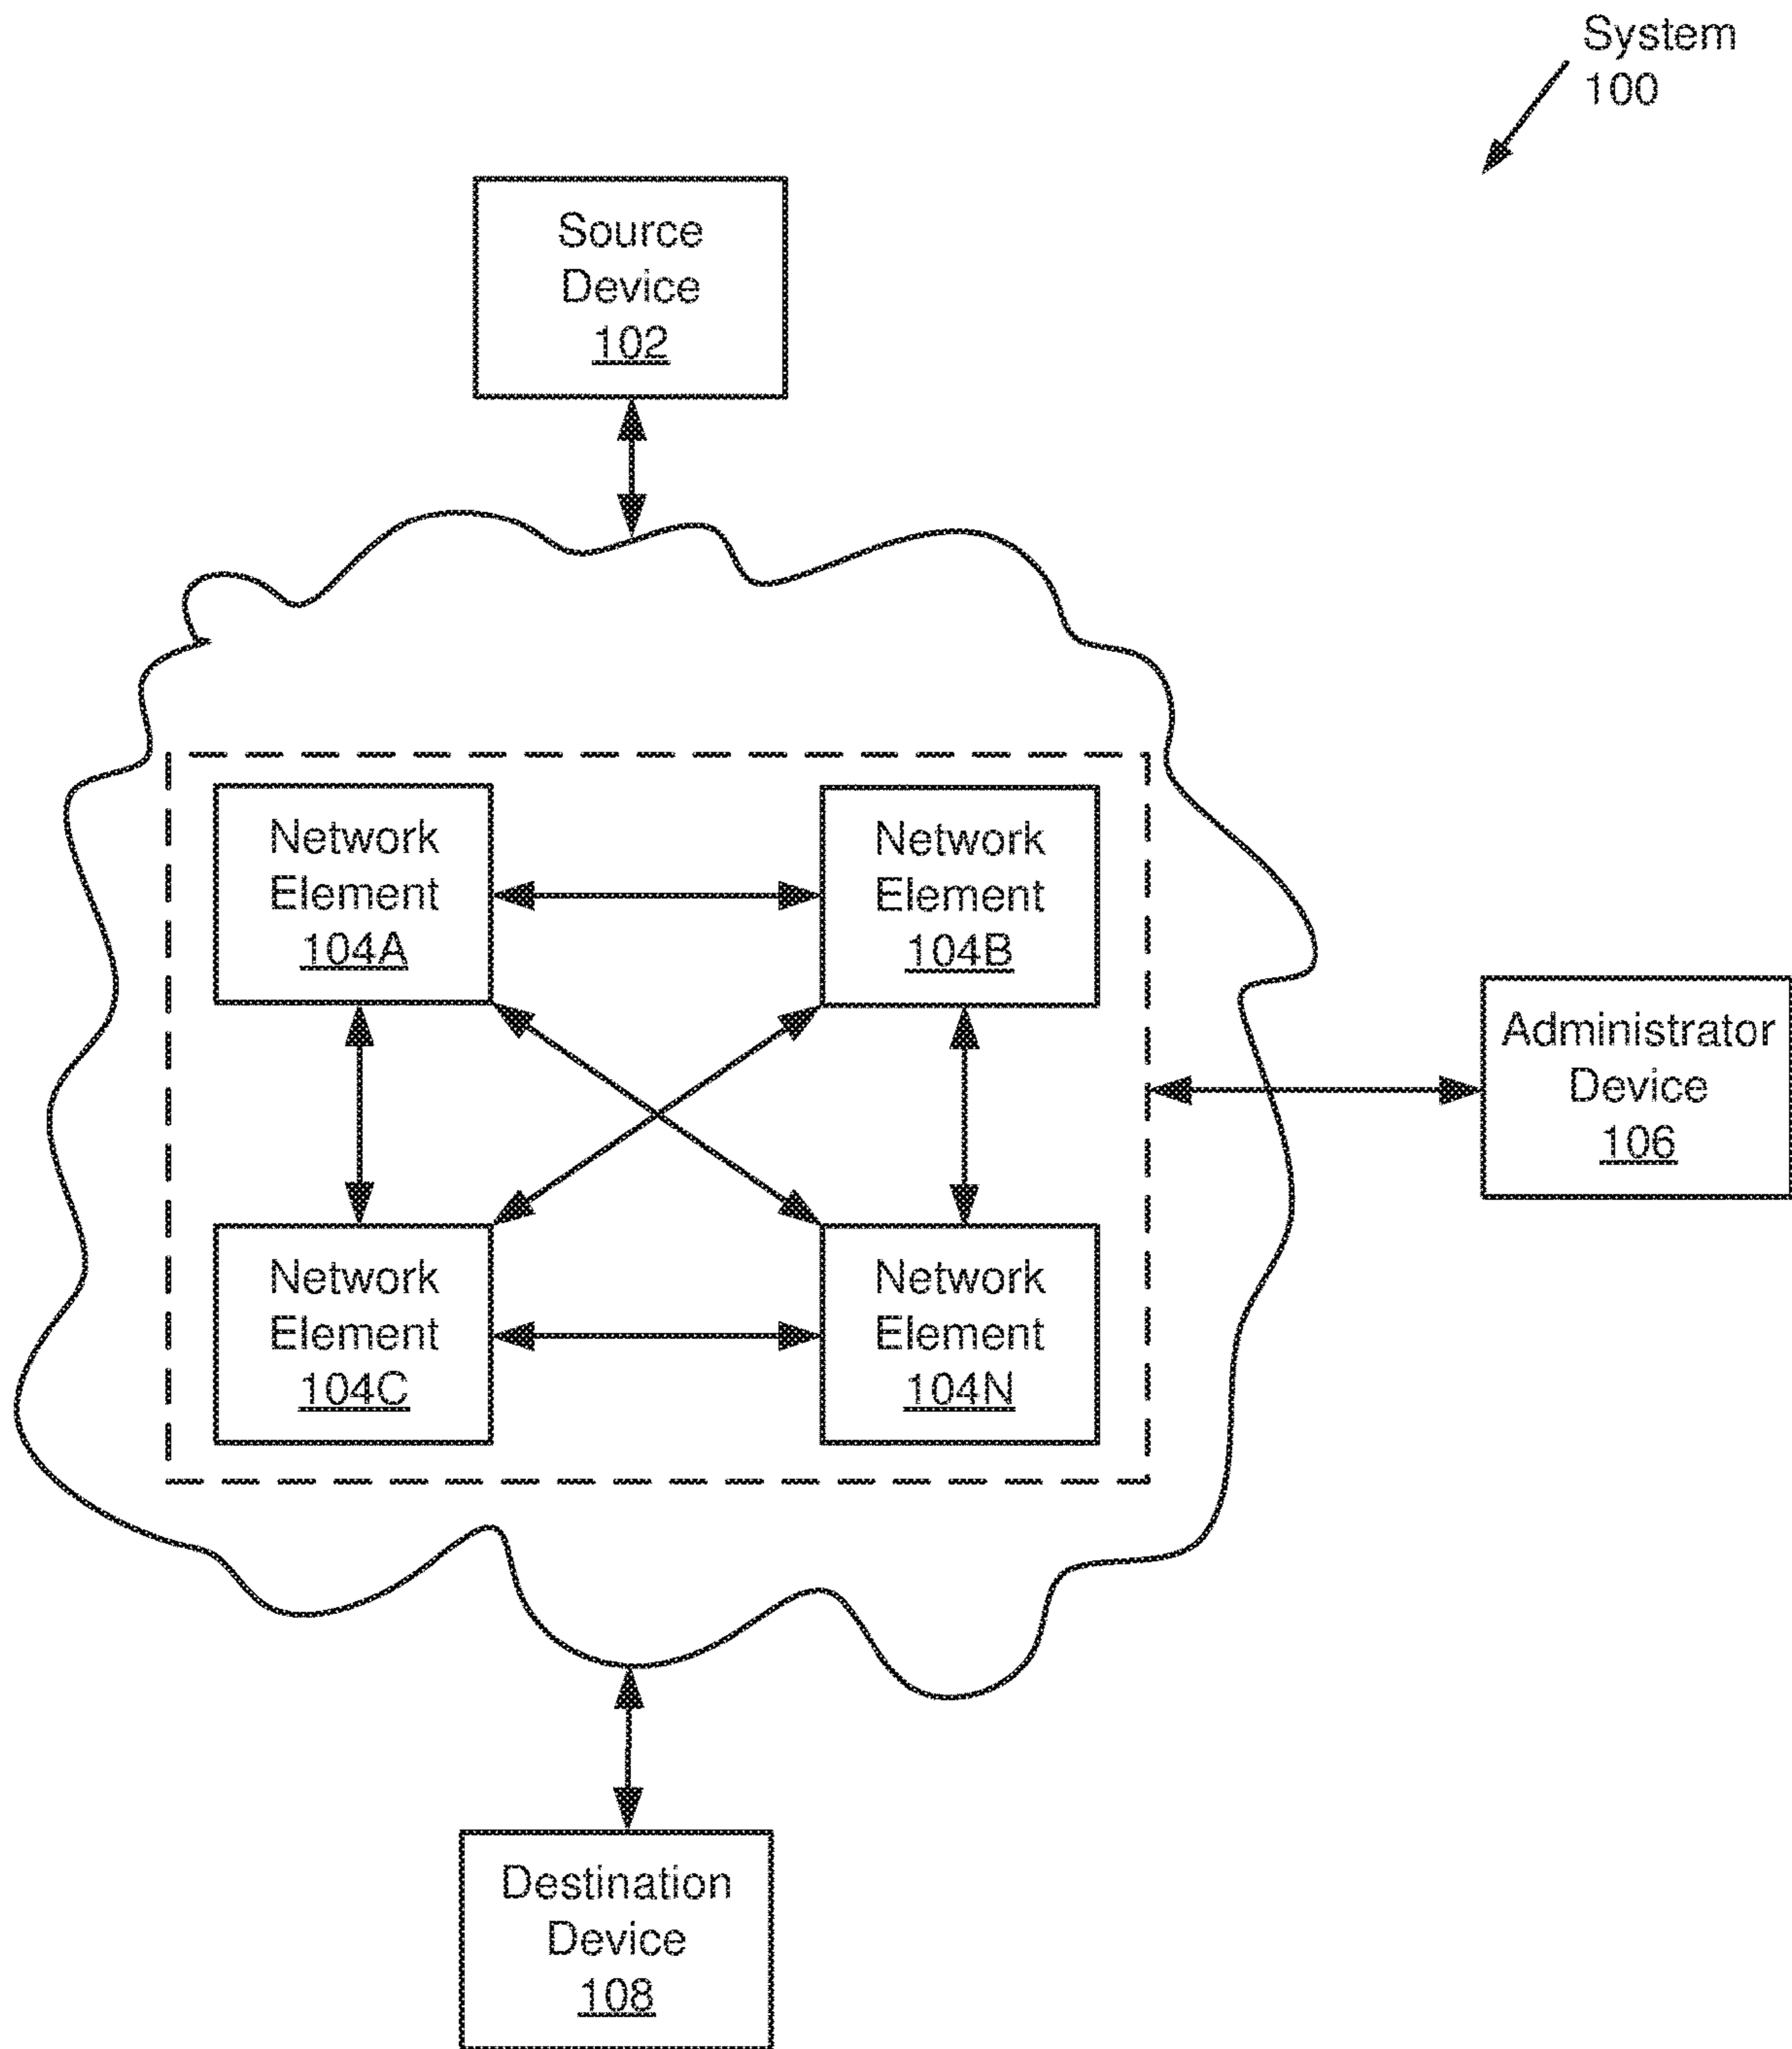 System
100
Source
Device
102
Network
Element
104A
Network
Element
104B
Administrator
Device
106
Network
Element
104C
Network
Element
104N
Destination
Device
108